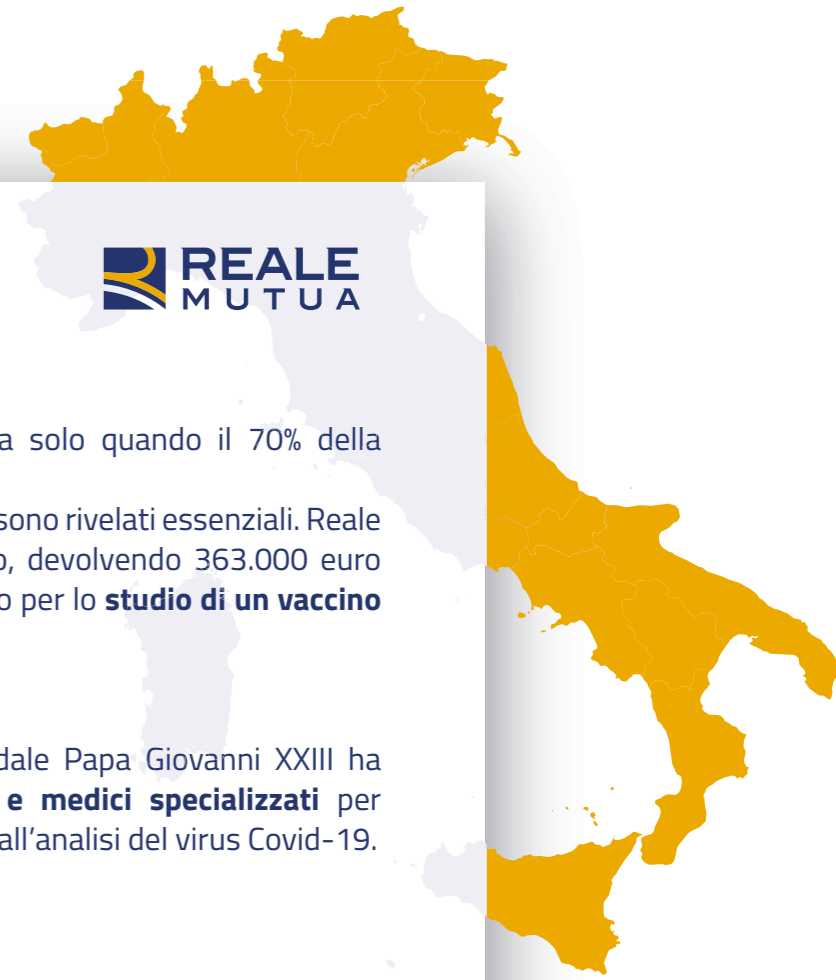 REALE
MUTUA
a solo quando il 70% della
sono rivelati essenziali. Reale
o, devolvendo 363.000 euro
o per lo studio di un vaccino
dale Papa Giovanni XXIII ha
e medici specializzati per
all’analisi del virus Covid-19.